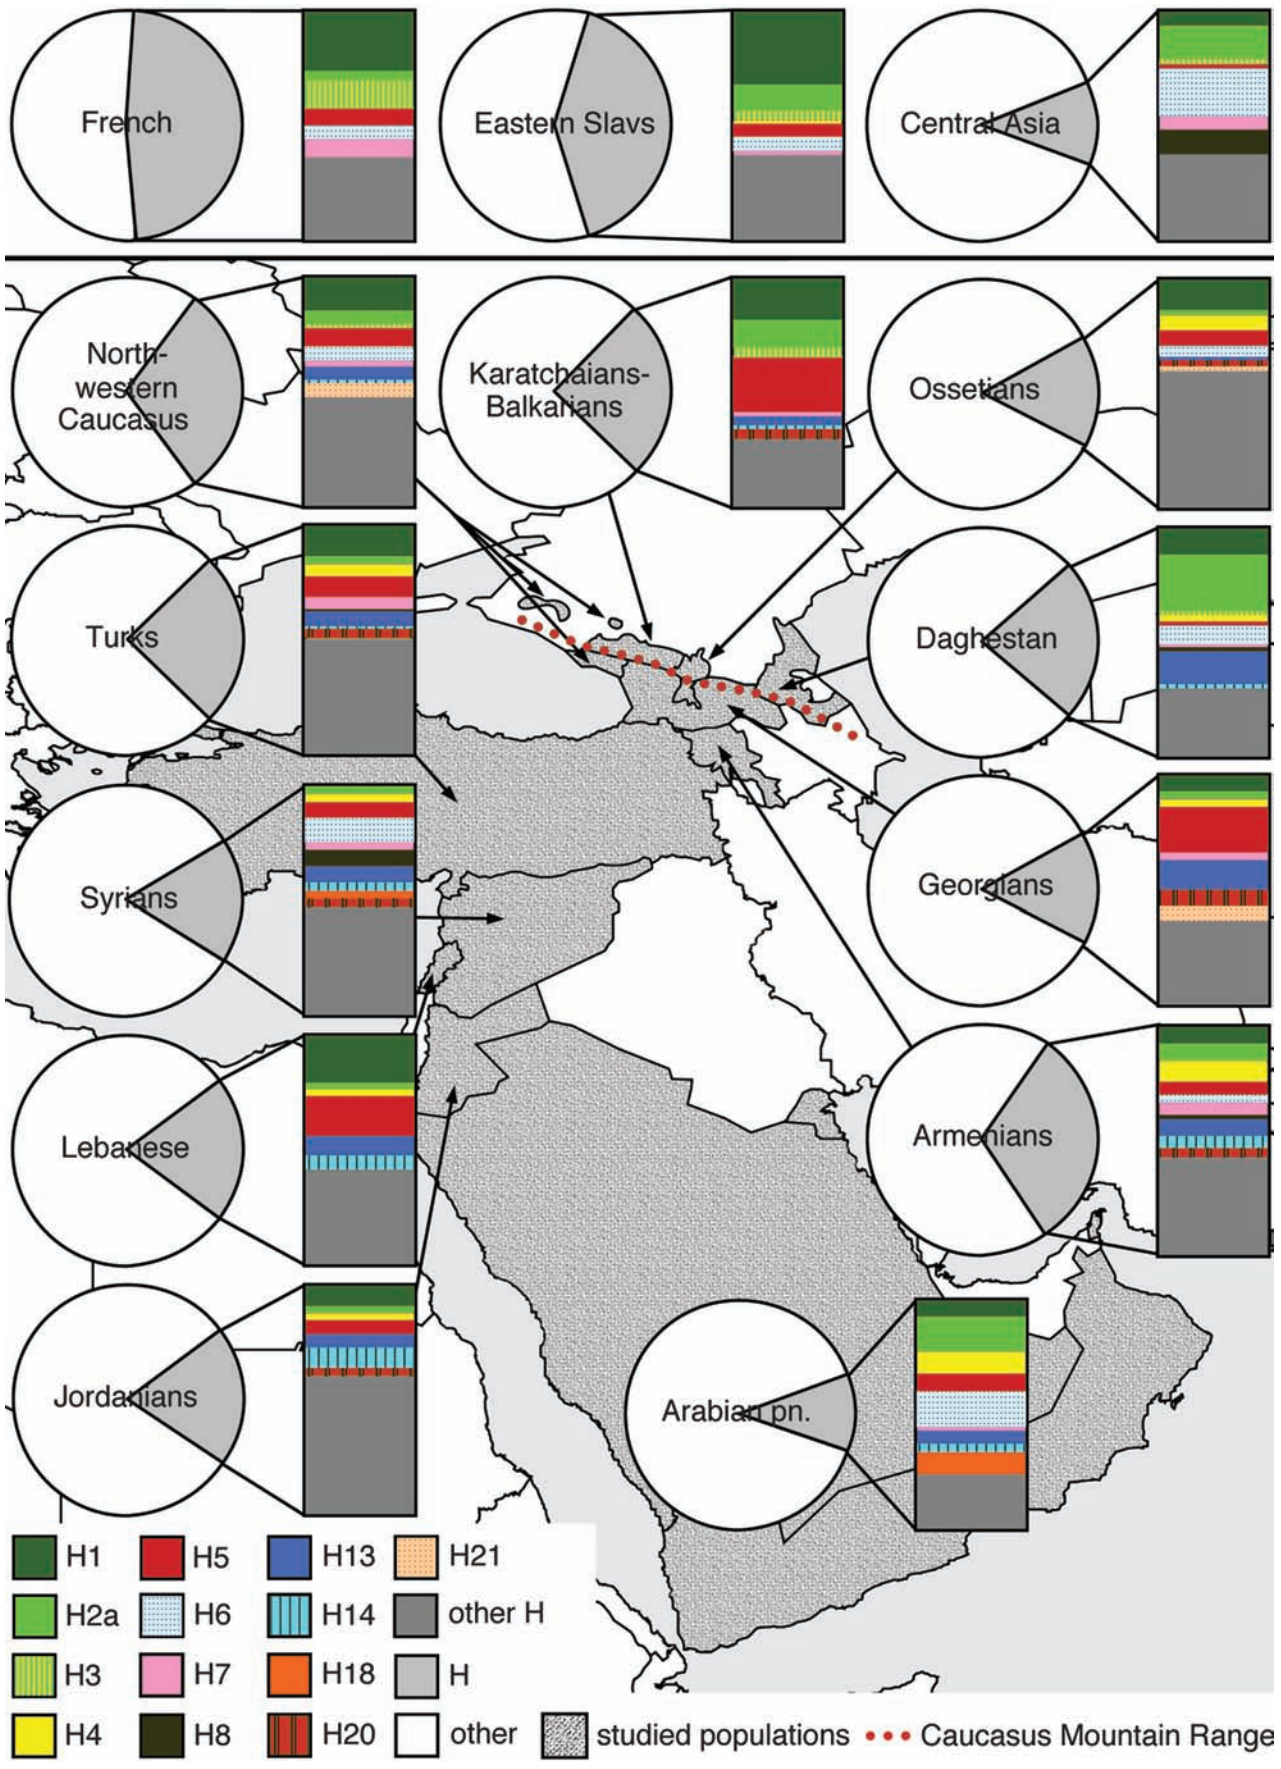 French
Eastern Slavs
Central Asia
North-
western
Caucasus
Karatchaians-
Balkarians
Ossetians
Turks
Daghestan
Syrians
Georgians
Lebanese
Armenians
Jordanians
Arabian pn.
H1
H5
H13
H21
H2a
H6
H14
other H
H3
H7
H18
H
H4
H8
H20
other
studied populations
Caucasus Mountain Range